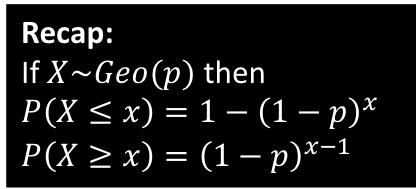 Recap:
If X~Geo(p) then
P(X ≤ x) = 1 − (1 − p)ˣ
P(X ≥ x) = (1 − p)ˣ⁻¹